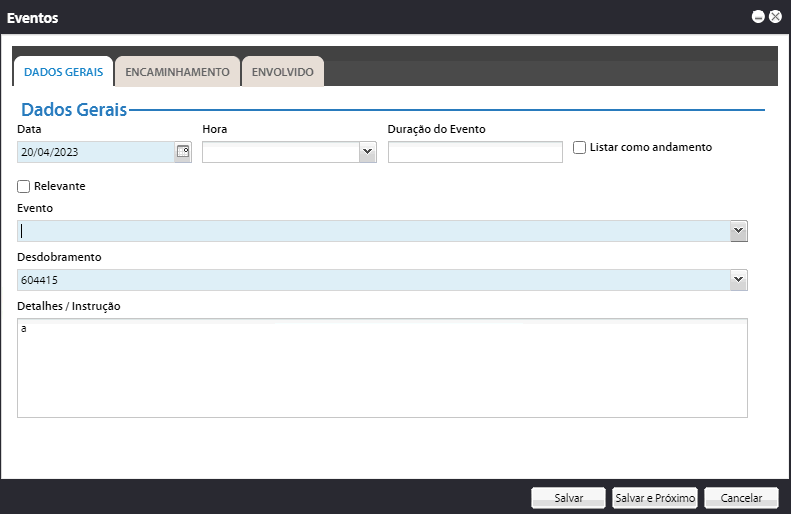 Eventos
DADOS GERAIS ENCAMINHAMENTO ENVOLVIDO
Dados Gerais
Data Hora Duração do Evento
20/04/2023 Listar como andamento
Relevante
Evento
Desdobramento
604415
Detalhes / Instrução
a
Salvar Salvar e Próximo Cancelar